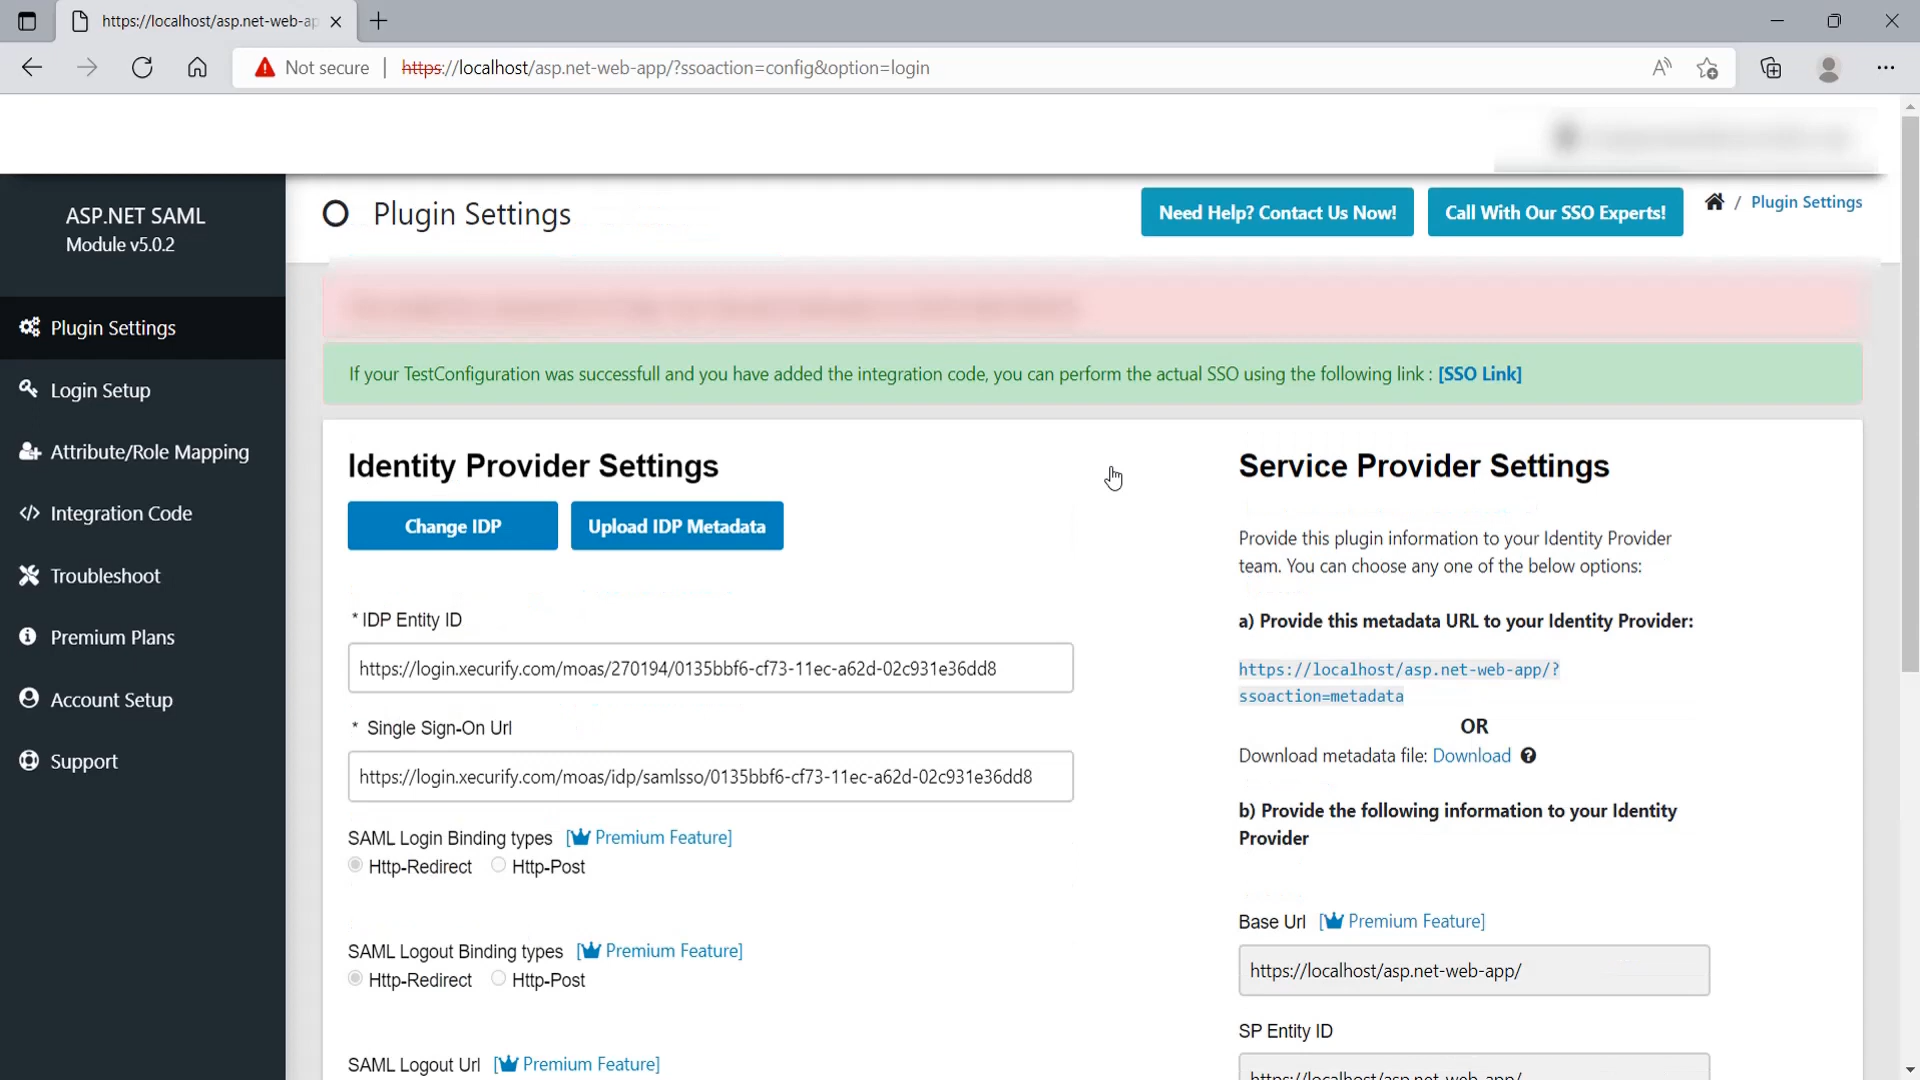 https://localhost/asp.net-web-ap
Not secure
https://localhost/asp.net-web-app/?ssoaction=config&option=login
ASP.NET SAML
Module v5.0.2
Plugin Settings
Login Setup
Attribute/Role Mapping
Integration Code
Troubleshoot
Premium Plans
Account Setup
Support
Plugin Settings
Need Help? Contact Us Now!
Call With Our SSO Experts!
/ Plugin Settings
If your TestConfiguration was successfull and you have added the integration code, you can perform the actual SSO using the following link : [SSO Link]
Identity Provider Settings
Change IDP
Upload IDP Metadata
* IDP Entity ID
https://login.xecurify.com/moas/270194/0135bbf6-cf73-11ec-a62d-02c931e36dd8
* Single Sign-On Url
https://login.xecurify.com/moas/idp/samlsso/0135bbf6-cf73-11ec-a62d-02c931e36dd8
SAML Login Binding types [Premium Feature]
Http-Redirect Http-Post
SAML Logout Binding types [Premium Feature]
Http-Redirect Http-Post
SAML Logout Url [Premium Feature]
Service Provider Settings
Provide this plugin information to your Identity Provider
team. You can choose any one of the below options:
a) Provide this metadata URL to your Identity Provider:
https://localhost/asp.net-web-app/?
ssoaction=metadata
OR
Download metadata file: Download
b) Provide the following information to your Identity
Provider
Base Url [Premium Feature]
https://localhost/asp.net-web-app/
SP Entity ID
https://localhost/asp.net-web-app/